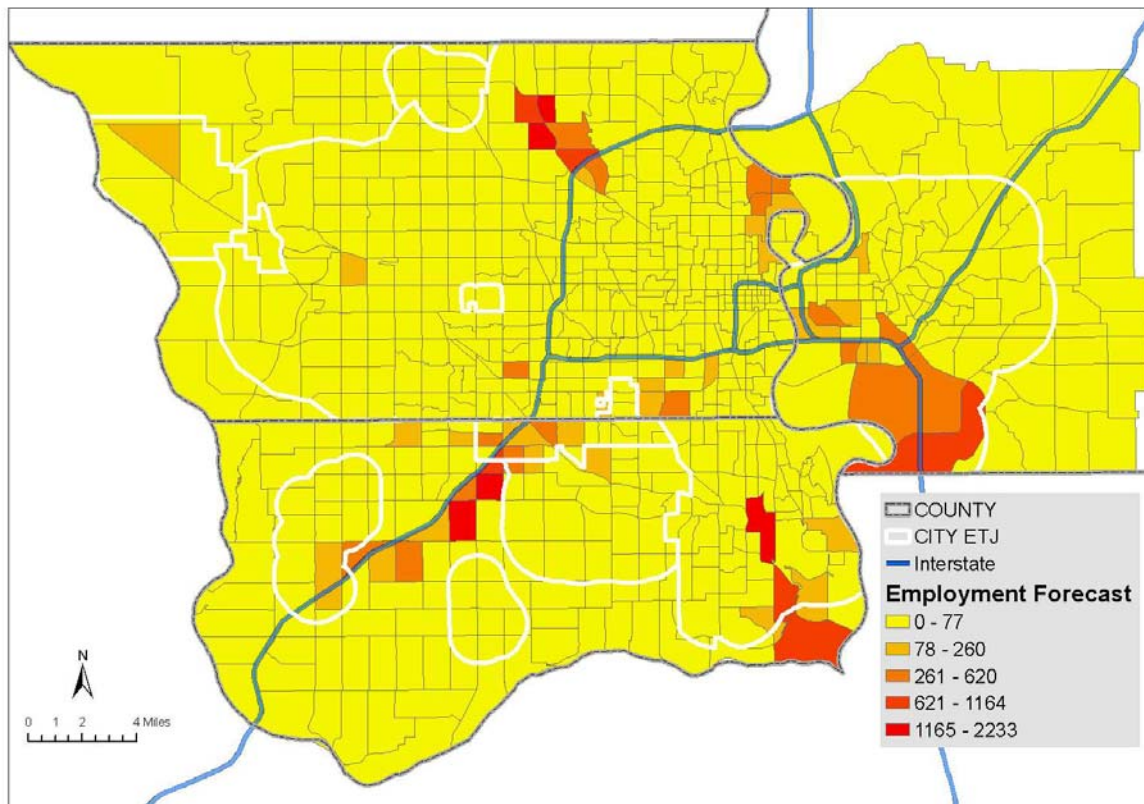 COUNTY
CITY ETJ
Interstate
Employment Forecast
0 - 77
78 - 260
261 - 620
621 - 1164
1165 - 2233
N
0 1 2 4 Miles